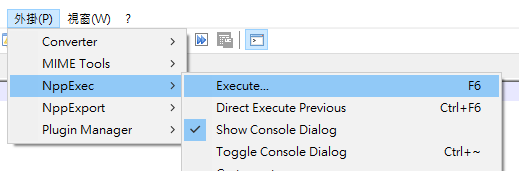 外掛(P) 視窗(W) ?
Converter
MIME Tools
NppExec
NppExport
Plugin Manager
Execute... F6
Direct Execute Previous Ctrl+F6
Show Console Dialog
Toggle Console Dialog Ctrl+~